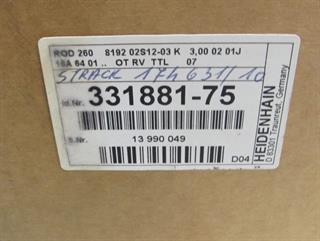 ROD 260 8192 02S12-03 K 3,00 02 01J
16A 64 01 .. OT RV TTL 07
STRACK 174 631/10
Id.Nr.
331881-75
S.Nr.
13 990 049
D04
HEIDENHAIN
D 83301 Traunreut, Germany